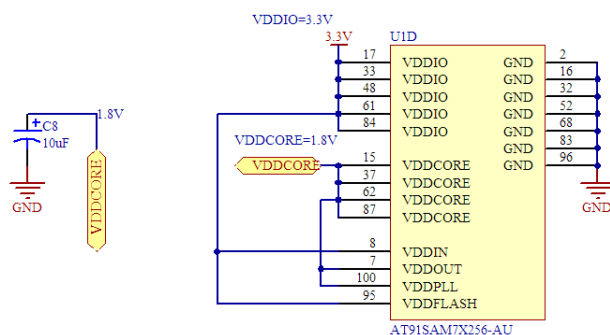 VDDIO=3.3V
3.3V
U1D
17 VDDIO GND 2
33 VDDIO GND 16
48 VDDIO GND 32
61 VDDIO GND 52
84 VDDIO GND 68
GND 83
15 VDDCORE GND 96
37 VDDCORE
62 VDDCORE
87 VDDCORE
8 VDDIN
7 VDDOUT
100 VDDPLL
95 VDDFLASH
AT91SAM7X256-AU
VDDCORE=1.8V
VDDCORE
GND
1.8V
+
C8
10uF
VDDCORE
GND